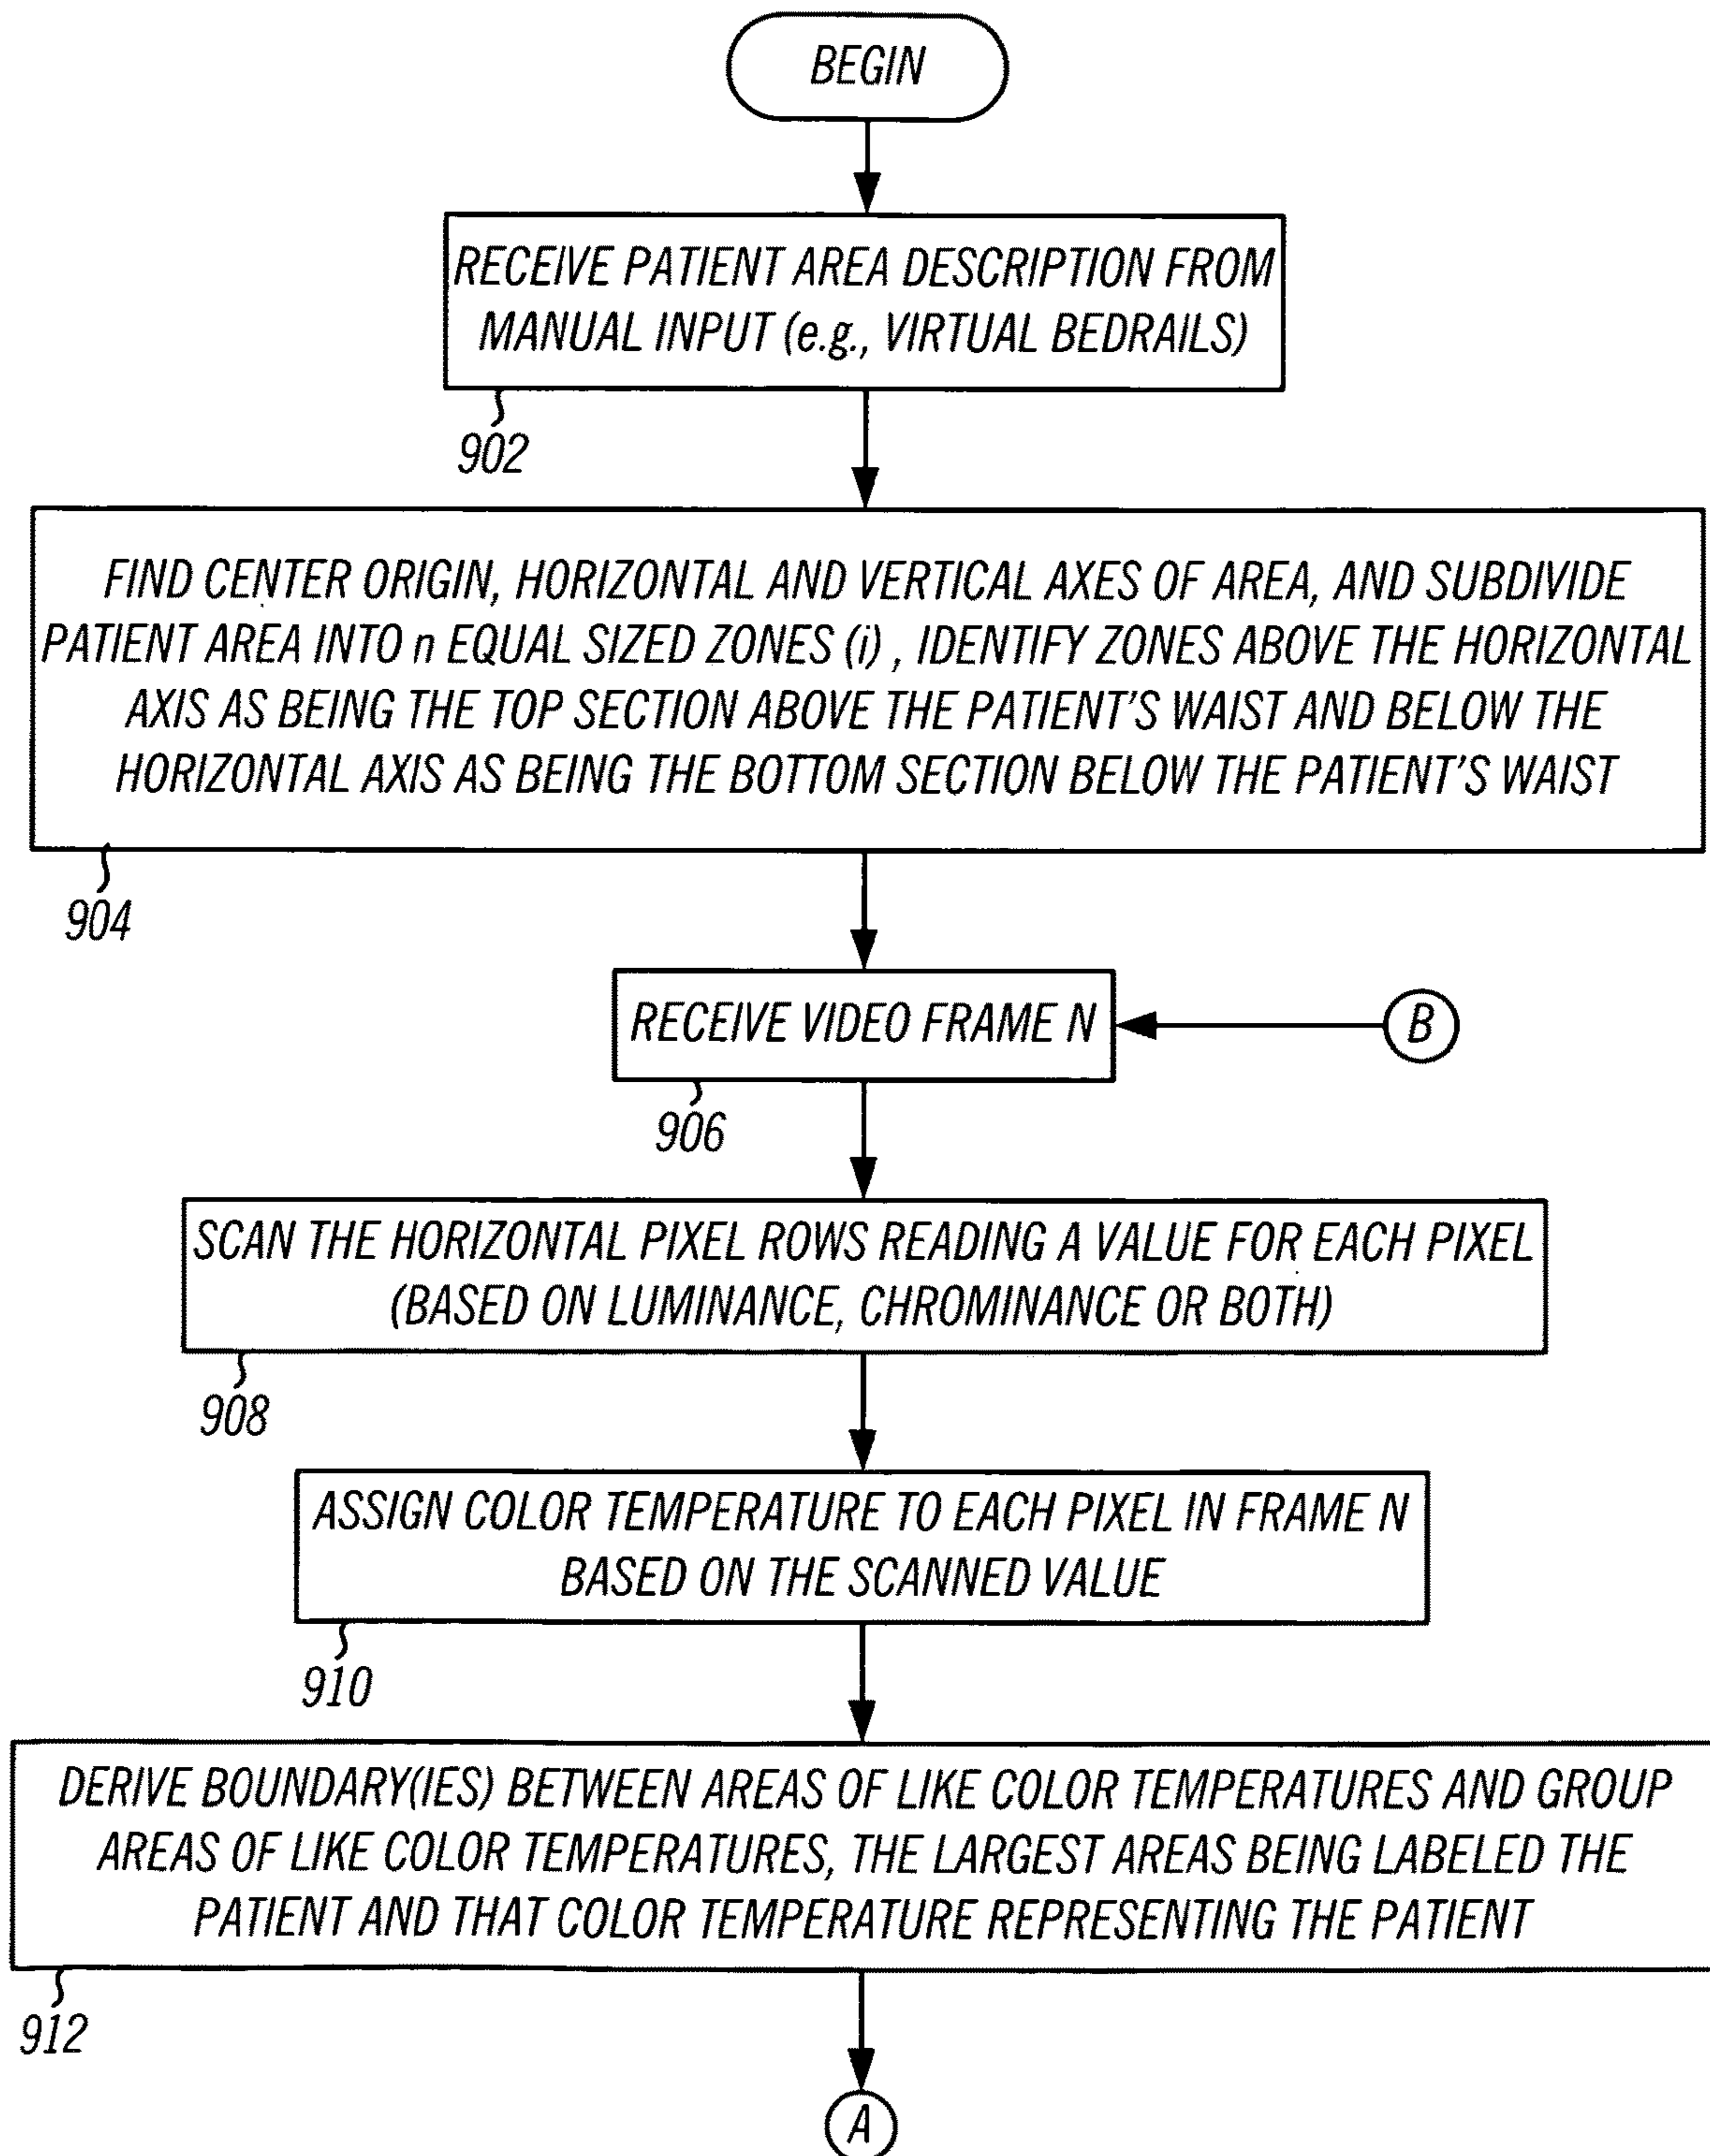 BEGIN
RECEIVE PATIENT AREA DESCRIPTION FROM
MANUAL INPUT (e.g., VIRTUAL BEDRAILS)
902
FIND CENTER ORIGIN, HORIZONTAL AND VERTICAL AXES OF AREA, AND SUBDIVIDE
PATIENT AREA INTO n EQUAL SIZED ZONES (i) , IDENTIFY ZONES ABOVE THE HORIZONTAL
AXIS AS BEING THE TOP SECTION ABOVE THE PATIENT'S WAIST AND BELOW THE
HORIZONTAL AXIS AS BEING THE BOTTOM SECTION BELOW THE PATIENT'S WAIST
904
RECEIVE VIDEO FRAME N
B
906
SCAN THE HORIZONTAL PIXEL ROWS READING A VALUE FOR EACH PIXEL
(BASED ON LUMINANCE, CHROMINANCE OR BOTH)
908
ASSIGN COLOR TEMPERATURE TO EACH PIXEL IN FRAME N
BASED ON THE SCANNED VALUE
910
DERIVE BOUNDARY(IES) BETWEEN AREAS OF LIKE COLOR TEMPERATURES AND GROUP
AREAS OF LIKE COLOR TEMPERATURES, THE LARGEST AREAS BEING LABELED THE
PATIENT AND THAT COLOR TEMPERATURE REPRESENTING THE PATIENT
912
A